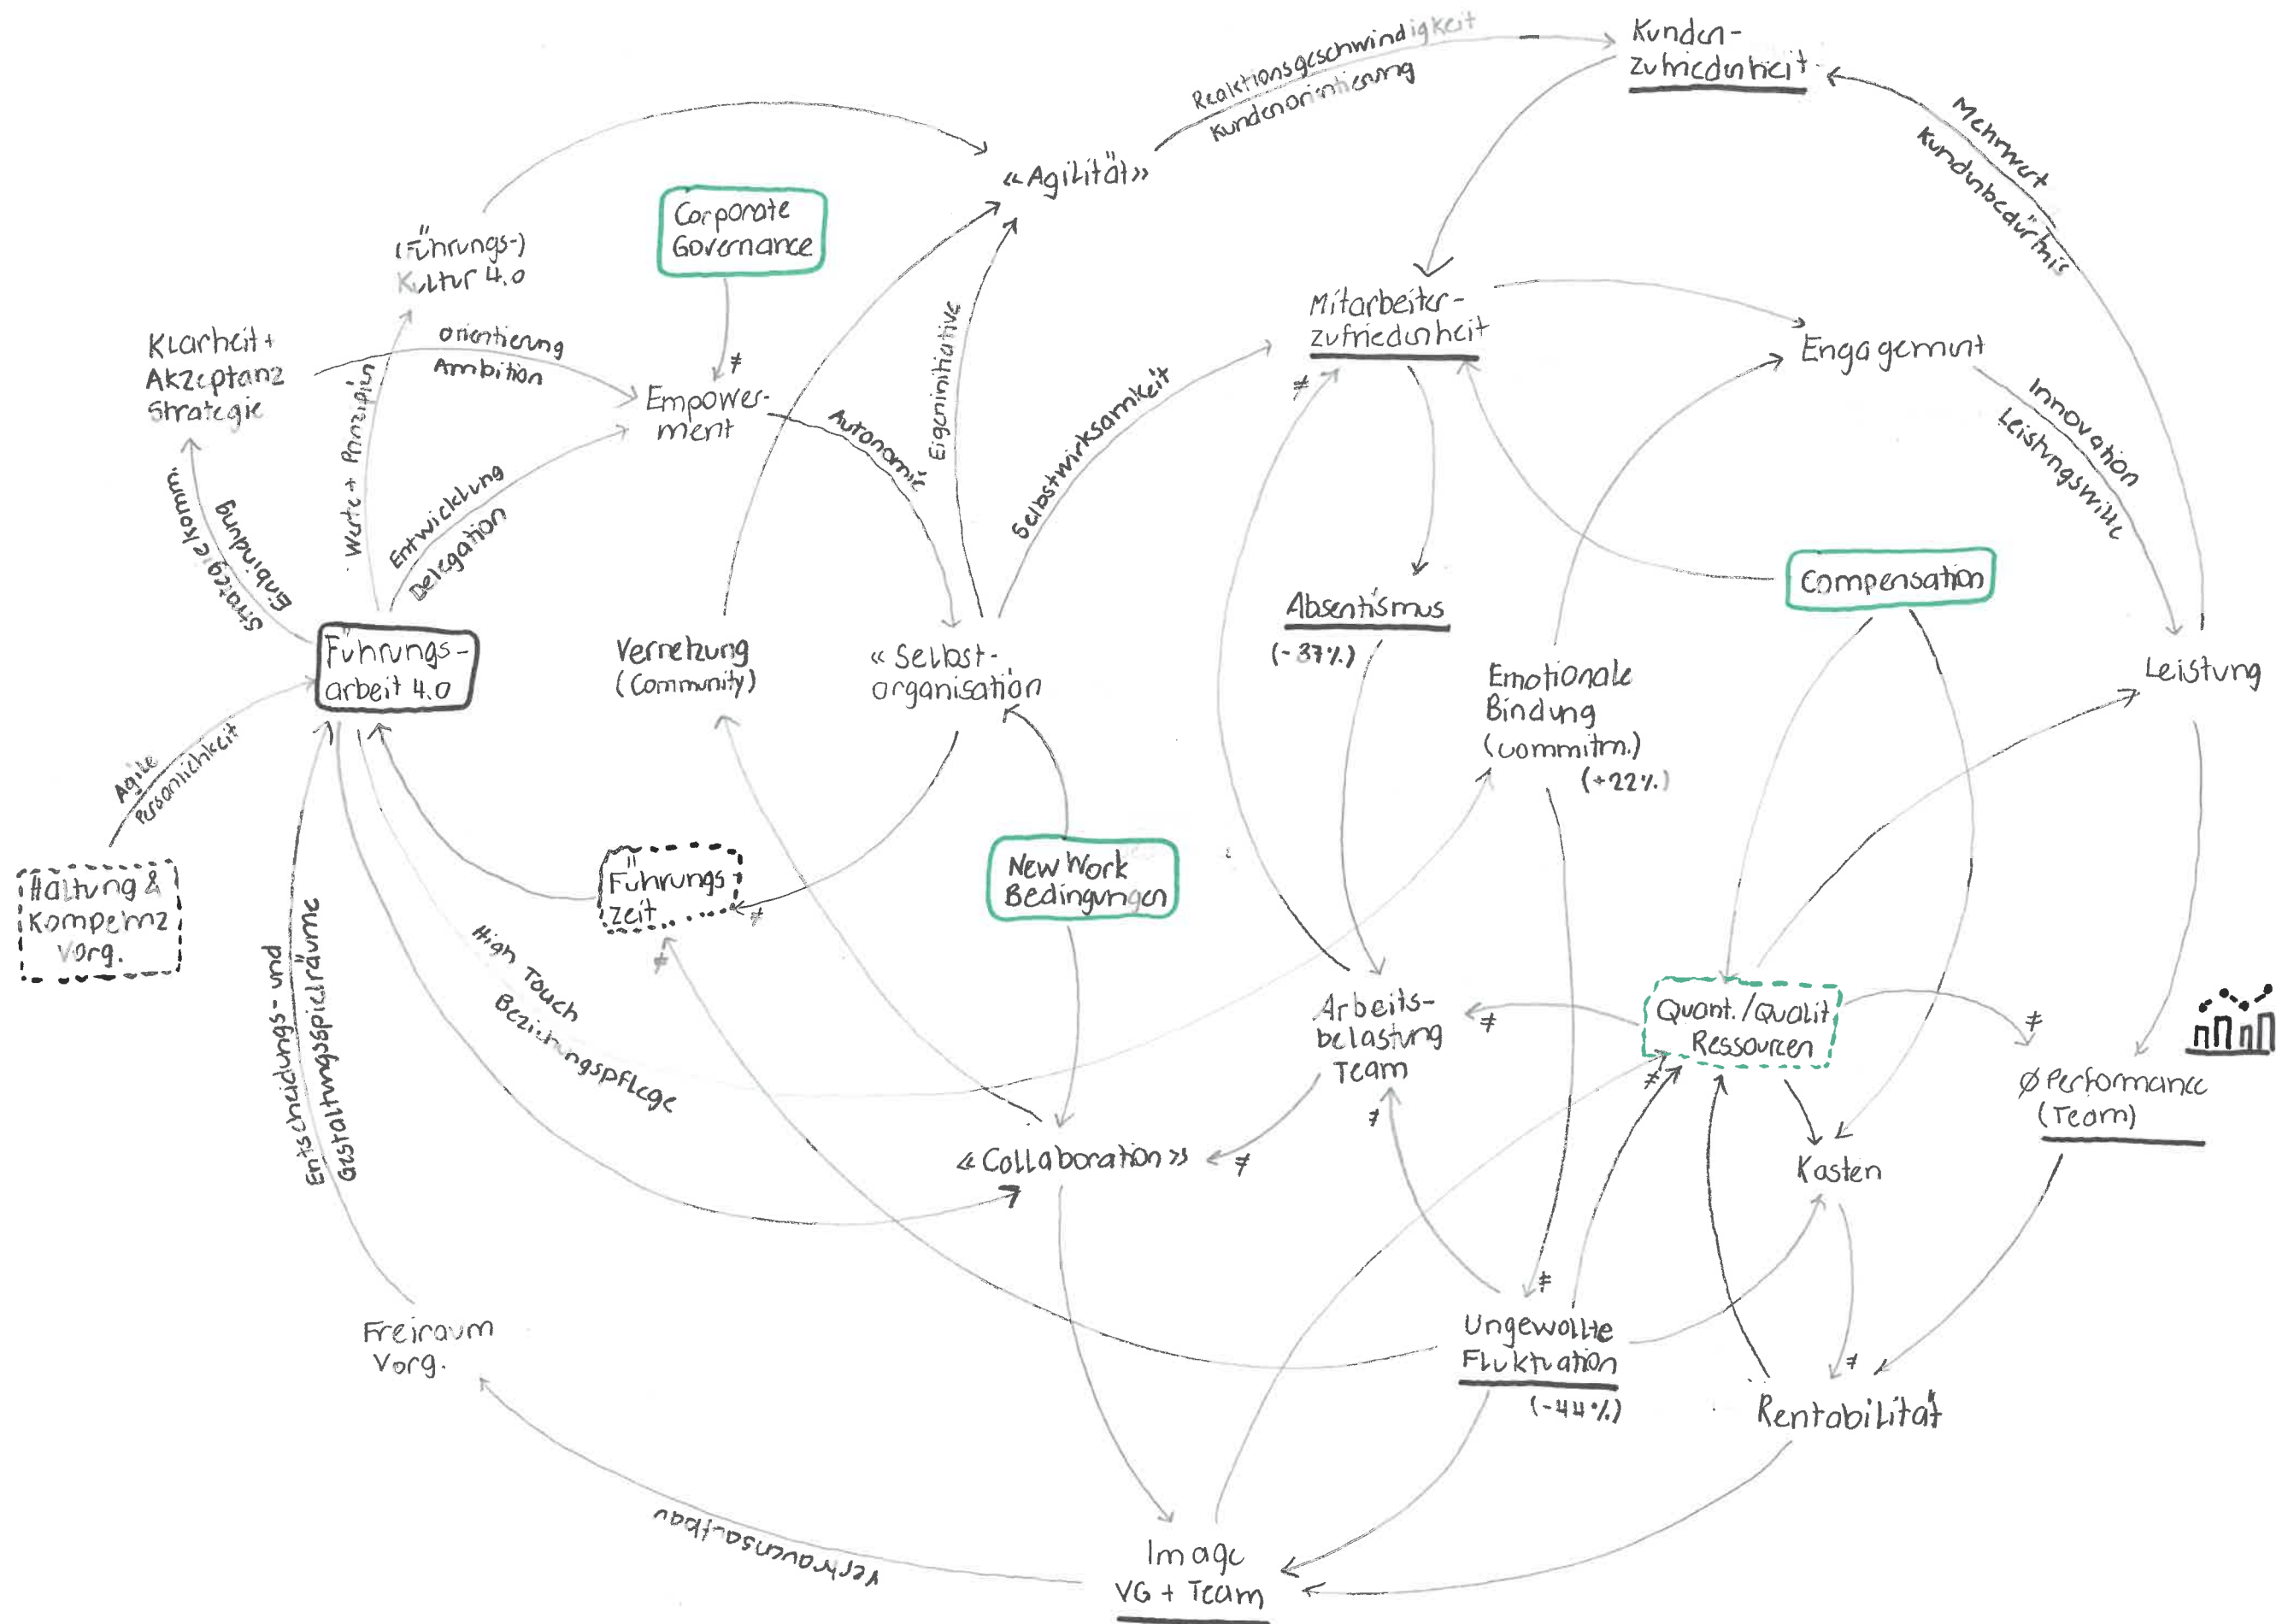 Kunden-
zufriedenheit
Reaktionsgeschwindigkeit
Kundenorientierung
Mehrwert
Kundenbedürfnis
«Agilität»
Corporate
Governance
(Führungs-)
Kultur 4.0
Klarheit +
Akzeptanz
Strategie
Orientierung
Ambition
≠
Empower-
ment
Autonomie
Eigeninitiative
Selbstwirksamkeit
Mitarbeiter-
zufriedenheit
≠
Engagement
Innovation
Leistungswille
Werte + Prinzipien
Entwicklung
Delegation
Einbindung
Strategiekomm.
Führungs-
arbeit 4.0
Vernetzung
(Community)
«Selbst-
organisation
Absentismus
(-37%)
Compensation
Emotionale
Bindung
(Commitm.)
(+22%)
Leistung
Agile
Persönlichkeit
Haltung &
Kompetenz
Vorg.
Führungs-
zeit
≠
≠
New Work
Bedingungen
High Touch
Beziehungspflege
Entscheidungs- und
Gestaltungsspielräume
Arbeits-
belastung
Team
≠
≠
Quant./Qualit
Ressourcen
≠
≠
Ø Performance
(Team)
«Collaboration»
≠
Kosten
Freiraum
Vorg.
≠
Ungewollte
Fluktuation
(-44%)
≠
Rentabilität
Vertrauensaufbau
Image
VG + Team